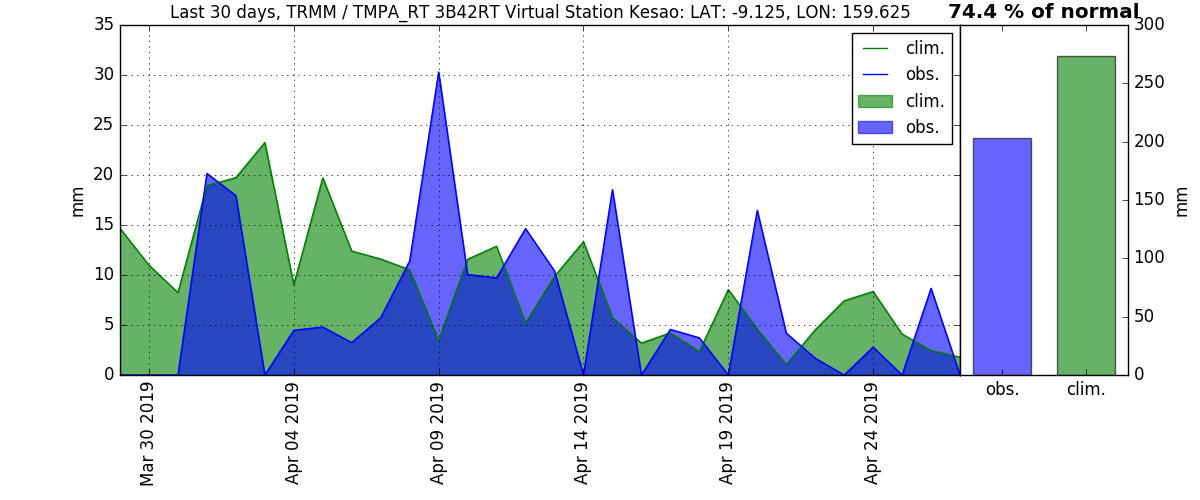 Last 30 days, TRMM / TMPA_RT 3B42RT Virtual Station Kesao: LAT: -9.125, LON: 159.625
74.4 % of normal
35
30
25
20
15
10
5
0
mm
clim.
obs.
clim.
obs.
Mar 30 2019
Apr 04 2019
Apr 09 2019
Apr 14 2019
Apr 19 2019
Apr 24 2019
300
250
200
150
100
50
0
mm
obs.
clim.